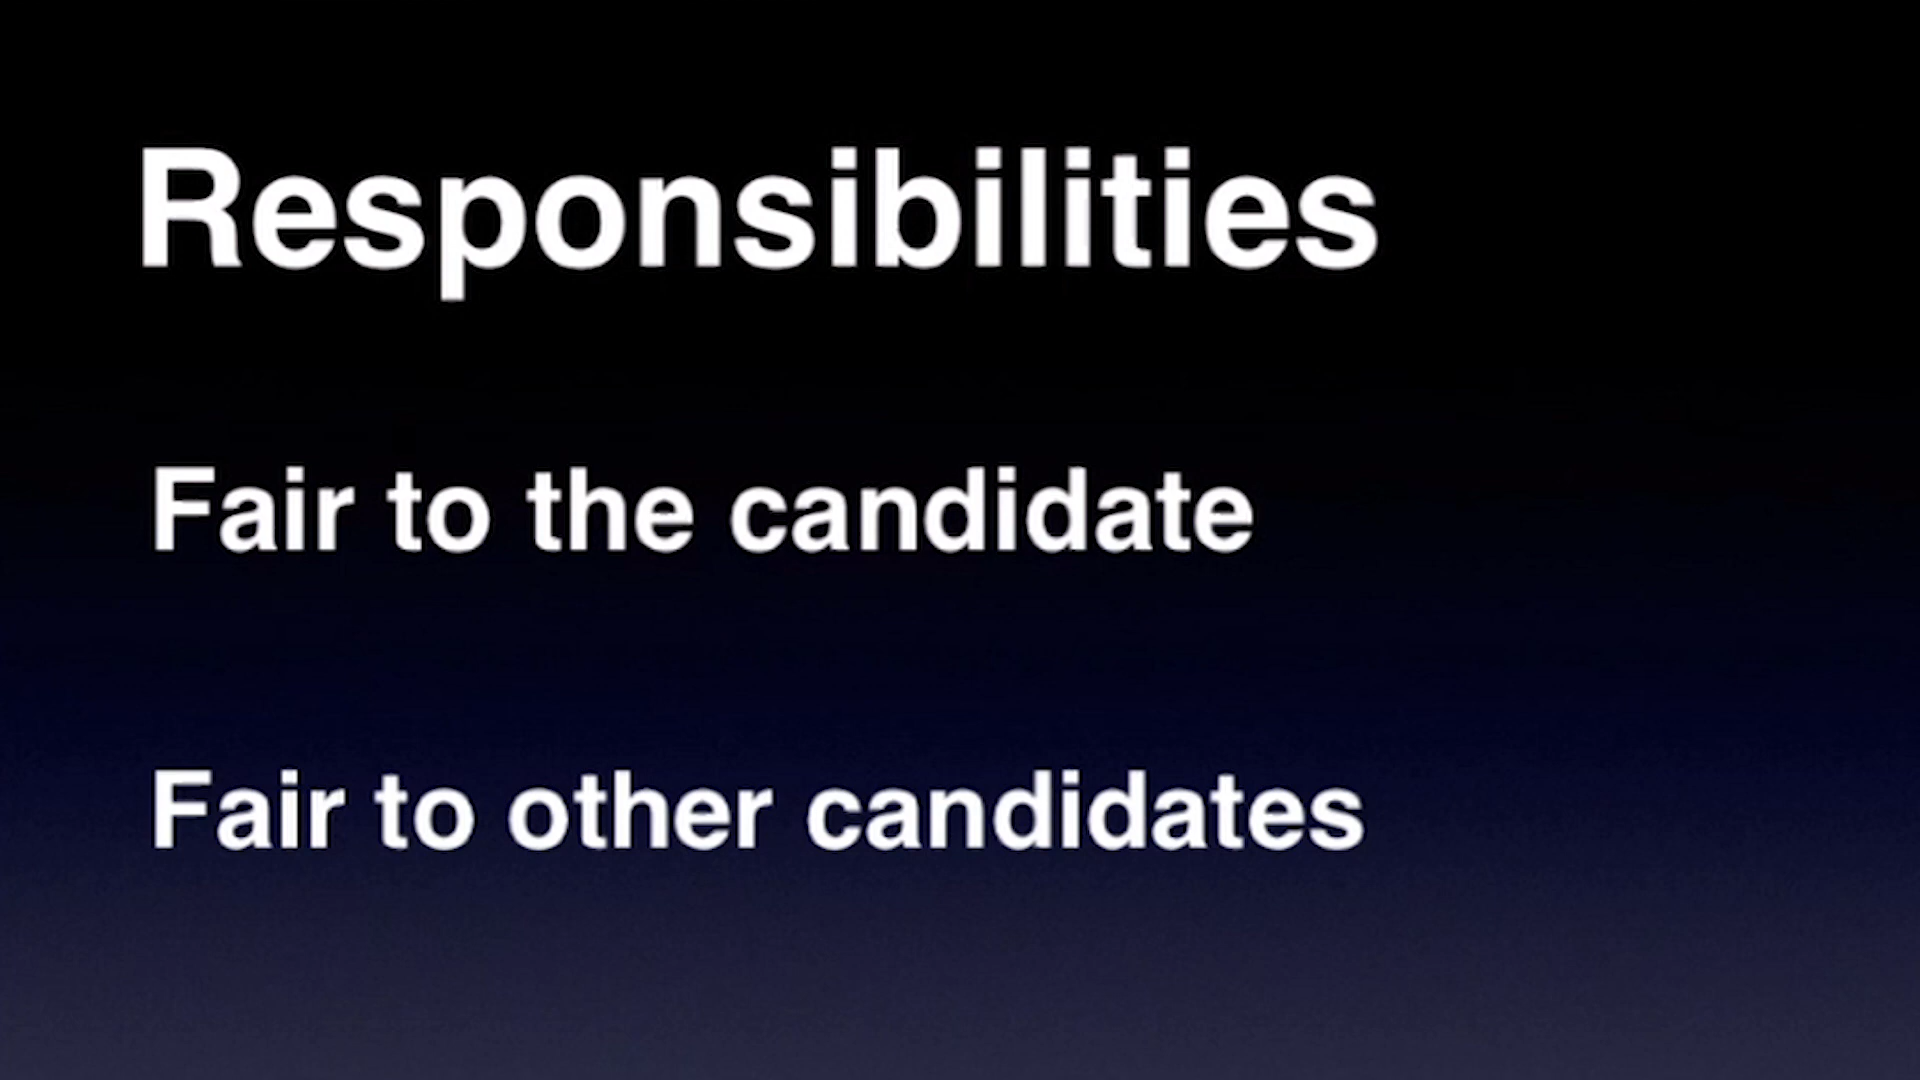 Responsibilities
Fair to the candidate
Fair to other candidates